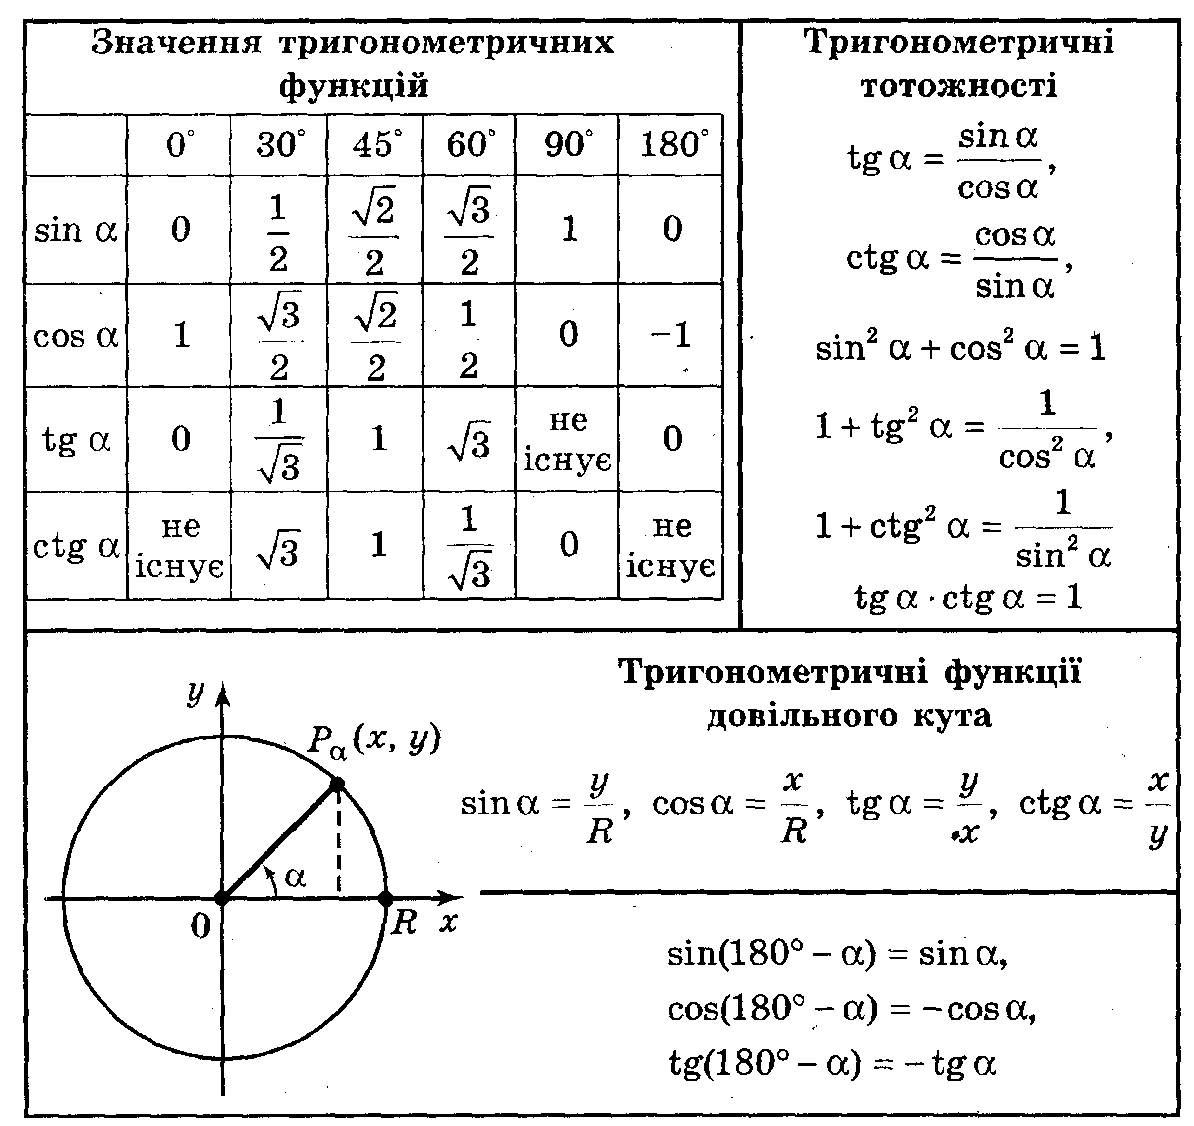 Значення тригонометричних
функцій
0° 30° 45° 60° 90° 180°
sin α 0 1/2 √2/2 √3/2 1 0
cos α 1 √3/2 √2/2 1/2 0 −1
tg α 0 1/√3 1 √3 не існує 0
ctg α не існує √3 1 1/√3 0 не існує
Тригонометричні
тотожності
tg α = sin α/cos α,
ctg α = cos α/sin α,
sin² α + cos² α = 1
1 + tg² α = 1/cos² α,
1 + ctg² α = 1/sin² α
tg α · ctg α = 1
y
Pα (x, y)
α
0
R x
Тригонометричні функції
довільного кута
sin α = y/R, cos α = x/R, tg α = y/x, ctg α = x/y
sin(180° − α) = sin α,
cos(180° − α) = −cos α,
tg(180° − α) = −tg α